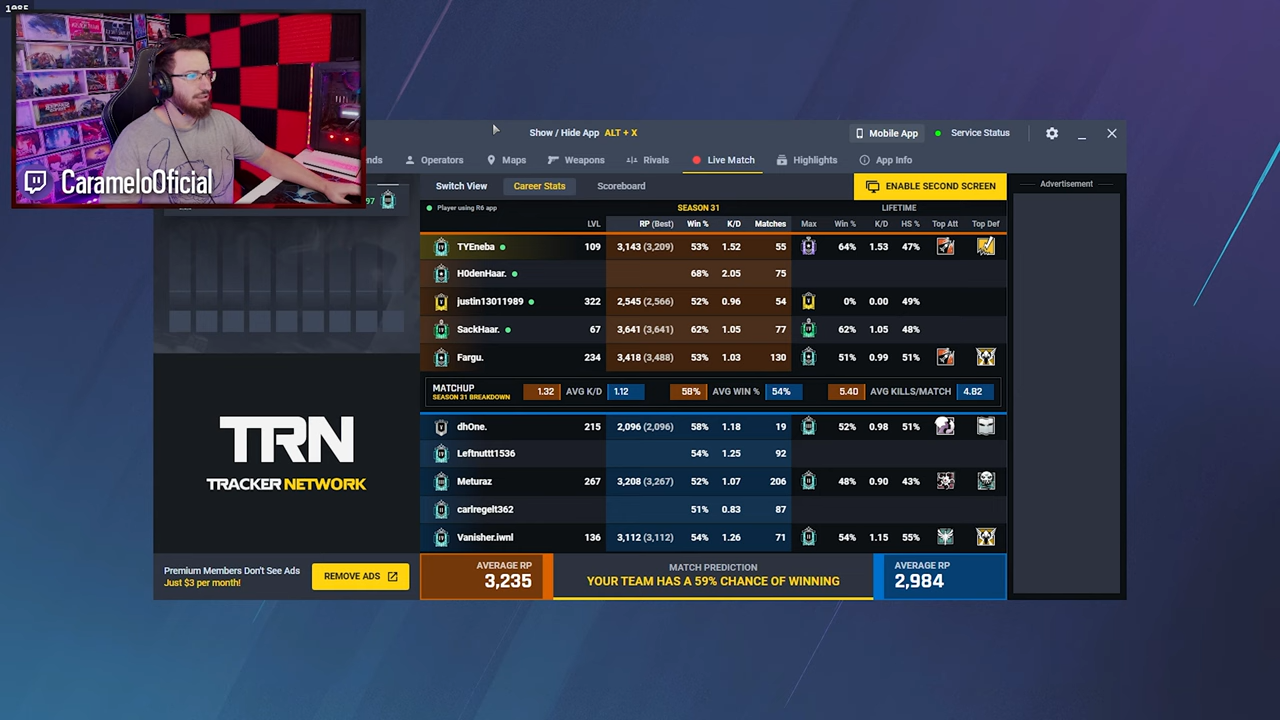 1985
CarameloOficial
Show / Hide App ALT + X
Mobile App
Service Status
nds
Operators
Maps
Weapons
Rivals
Live Match
Highlights
App Info
97
Switch View
Career Stats
Scoreboard
ENABLE SECOND SCREEN
Advertisement
Player using R6 app
SEASON 31
LIFETIME
LVL RP (Best) Win % K/D Matches Max Win % K/D HS % Top Att Top Def
TYEneba 109 3,143 (3,209) 53% 1.52 55 64% 1.53 47%
H0denHaar. 68% 2.05 75
justin13011989 322 2,545 (2,566) 52% 0.96 54 0% 0.00 49%
SackHaar. 67 3,641 (3,641) 62% 1.05 77 62% 1.05 48%
Fargu. 234 3,418 (3,488) 53% 1.03 130 51% 0.99 51%
MATCHUP
SEASON 31 BREAKDOWN
1.32 AVG K/D 1.12
58% AVG WIN % 54%
5.40 AVG KILLS/MATCH 4.82
dhOne. 215 2,096 (2,096) 58% 1.18 19 52% 0.98 51%
Leftnuttt1536 54% 1.25 92
Meturaz 267 3,208 (3,267) 52% 1.07 206 48% 0.90 43%
carlregelt362 51% 0.83 87
Vanisher.iwnl 136 3,112 (3,112) 54% 1.26 71 54% 1.15 55%
TRN
TRACKER NETWORK
Premium Members Don't See Ads
Just $3 per month!
REMOVE ADS
AVERAGE RP
3,235
MATCH PREDICTION
YOUR TEAM HAS A 59% CHANCE OF WINNING
AVERAGE RP
2,984